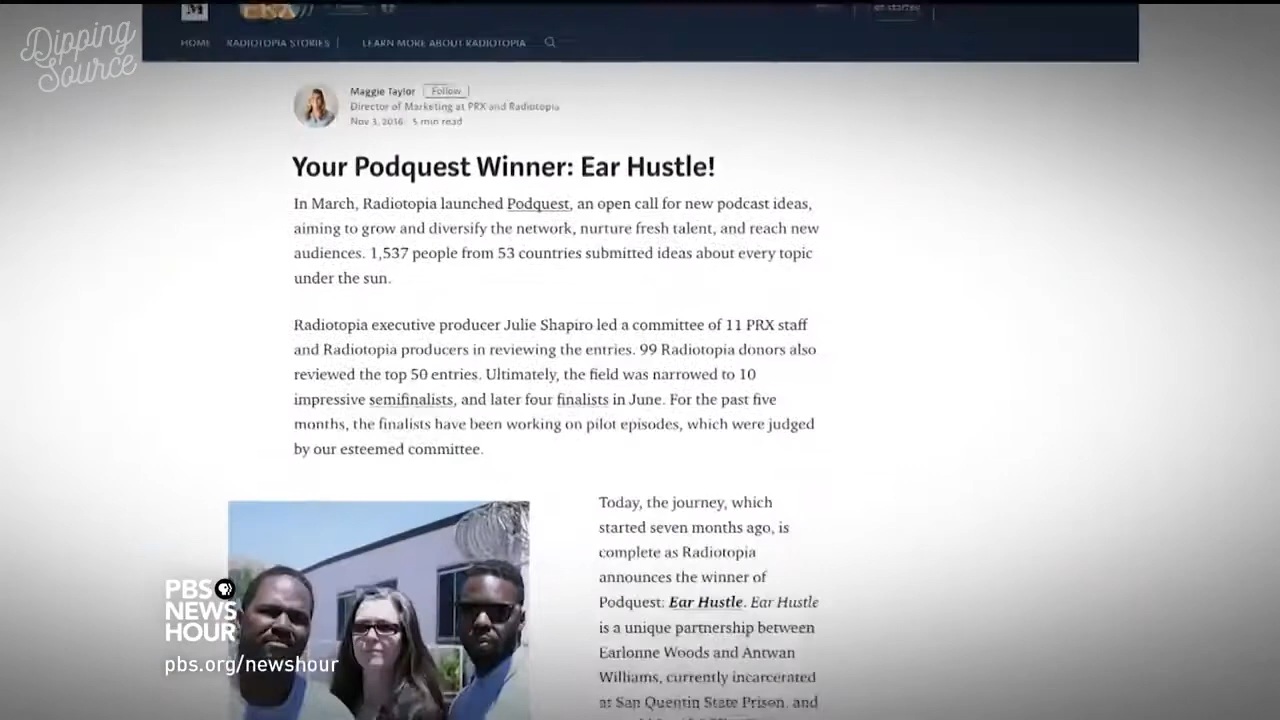 Dipping
Source
M
HOME RADIOTOPIA STORIES | LEARN MORE ABOUT RADIOTOPIA
Maggie Taylor Follow
Director of Marketing at PRX and Radiotopia
Nov 3, 2016 · 5 min read
Your Podquest Winner: Ear Hustle!
In March, Radiotopia launched Podquest, an open call for new podcast ideas,
aiming to grow and diversify the network, nurture fresh talent, and reach new
audiences. 1,537 people from 53 countries submitted ideas about every topic
under the sun.
Radiotopia executive producer Julie Shapiro led a committee of 11 PRX staff
and Radiotopia producers in reviewing the entries. 99 Radiotopia donors also
reviewed the top 50 entries. Ultimately, the field was narrowed to 10
impressive semifinalists, and later four finalists in June. For the past five
months, the finalists have been working on pilot episodes, which were judged
by our esteemed committee.
Today, the journey, which
started seven months ago, is
complete as Radiotopia
announces the winner of
Podquest: Ear Hustle. Ear Hustle
is a unique partnership between
Earlonne Woods and Antwan
Williams, currently incarcerated
at San Quentin State Prison, and
PBS
NEWS
HOUR
pbs.org/newshour